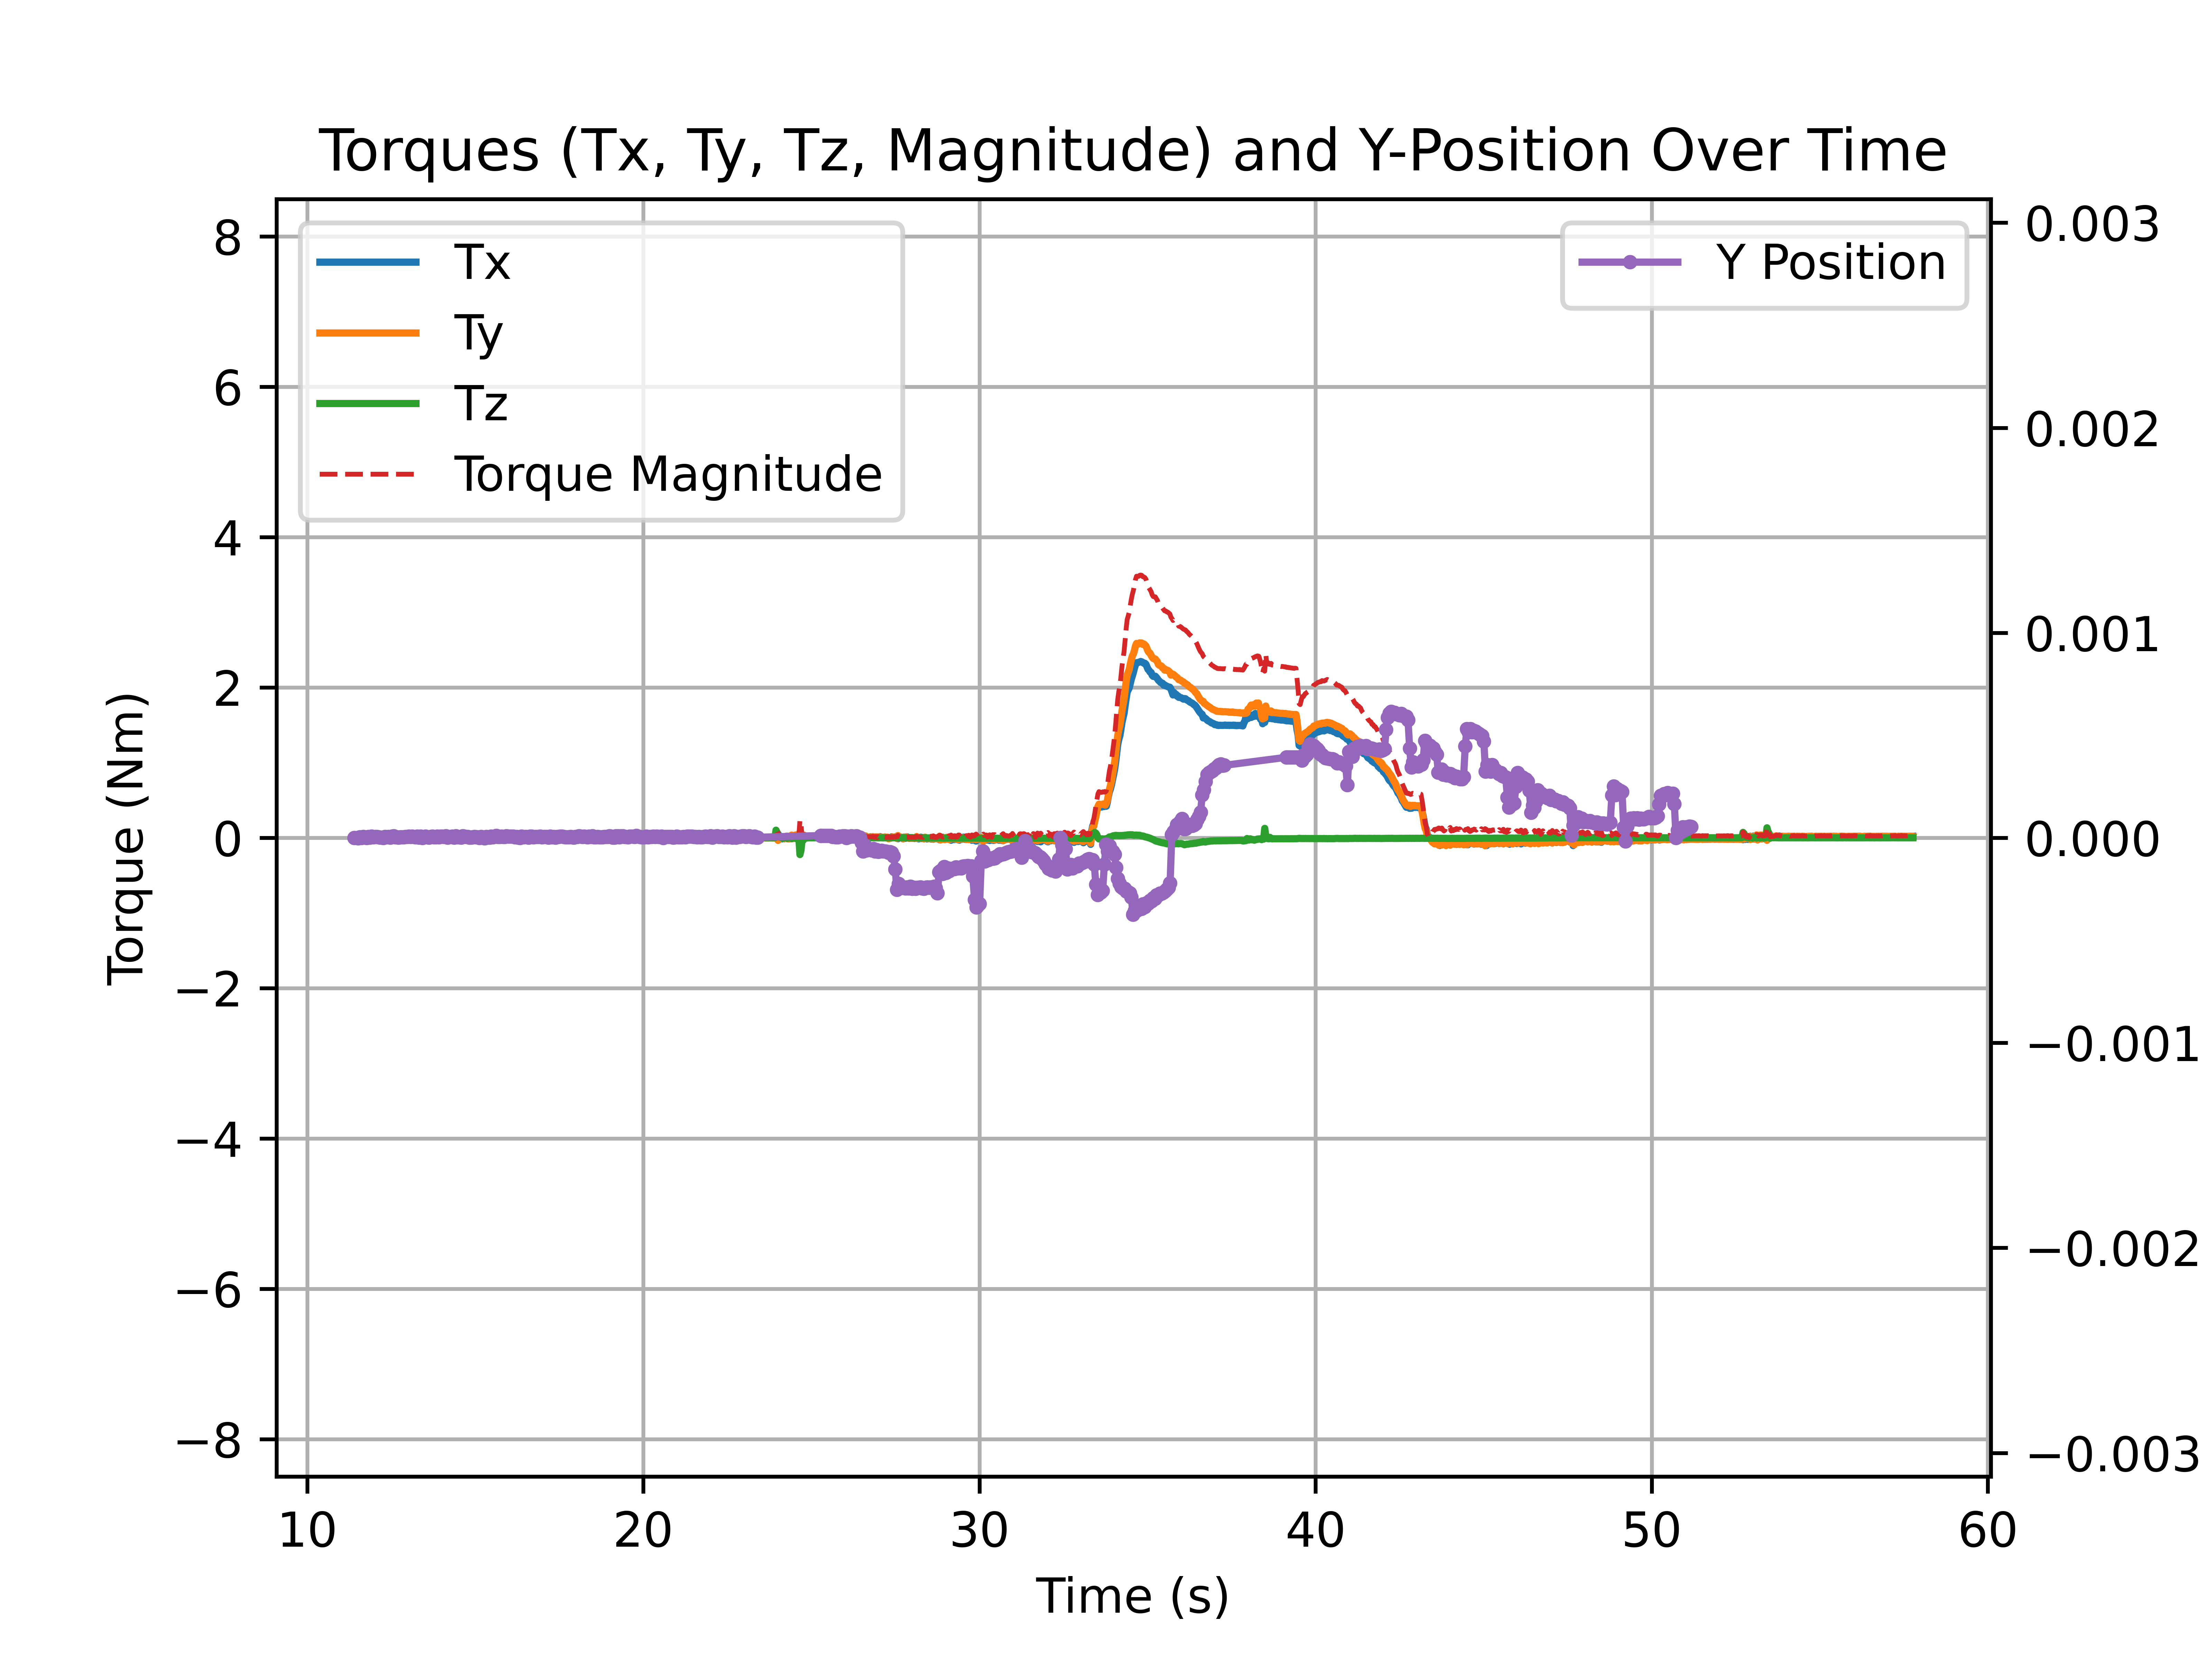 Torques (Tx, Ty, Tz, Magnitude) and Y-Position Over Time
Tx
Ty
Tz
Torque Magnitude
Y Position
8
6
4
2
0
−2
−4
−6
−8
Torque (Nm)
0.003
0.002
0.001
0.000
−0.001
−0.002
−0.003
10 20 30 40 50 60
Time (s)